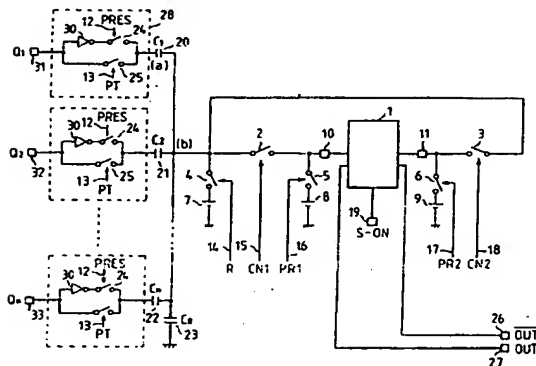 PRES 28
30 12 24 C₁ 20
Q₁
(a)
31 13 25
PT
PRES
30 12 24 C₂ (b)
Q₂
32 13 25 21
PT
PRES
30 12 24 Cₙ
Qₙ
33 13 25 22
PT
C_R 23
2 10 1 11 3
4 5 6
7 8 9
19
S-ON
14 15 16 17 18
R CN1 PR1 PR2 CN2
26 OUT
27 OUT